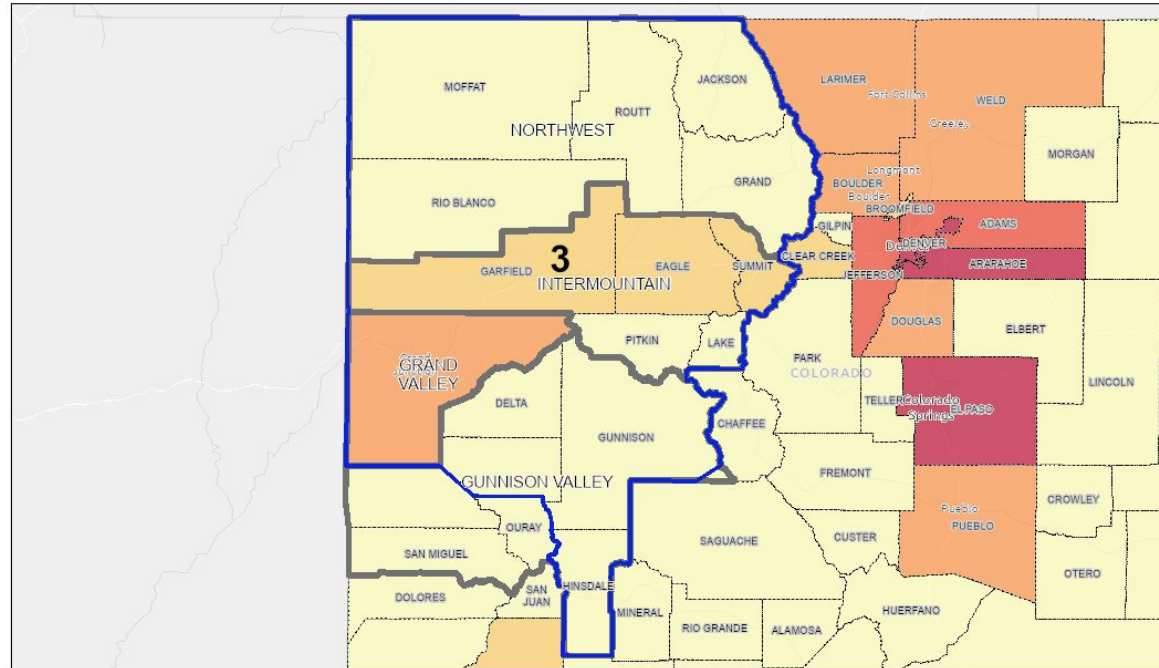 MOFFAT
ROUTT
JACKSON
LARIMER
Fort Collins
WELD
Greeley
NORTHWEST
MORGAN
RIO BLANCO
GRAND
BOULDER
Longmont
Boulder
BROOMFIELD
GILPIN
ADAMS
DENVER
CLEAR CREEK
JEFFERSON
ARAPAHOE
3
GARFIELD
EAGLE
SUMMIT
INTERMOUNTAIN
DOUGLAS
ELBERT
PITKIN
LAKE
PARK
COLORADO
GRAND
VALLEY
LINCOLN
TELLER
Colorado
Springs
EL PASO
DELTA
GUNNISON
CHAFFEE
FREMONT
GUNNISON VALLEY
CROWLEY
Pueblo
PUEBLO
OURAY
SAN MIGUEL
SAGUACHE
CUSTER
OTERO
DOLORES
SAN
JUAN
HINSDALE
MINERAL
RIO GRANDE
ALAMOSA
HUERFANO